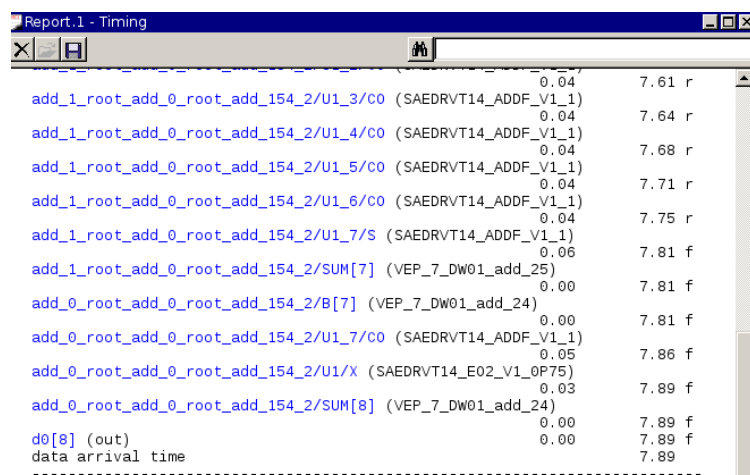 Report.1 - Timing
0.04 7.61 r
add_1_root_add_0_root_add_154_2/U1_3/CO (SAEDRVT14_ADDF_V1_1)
0.04 7.64 r
add_1_root_add_0_root_add_154_2/U1_4/CO (SAEDRVT14_ADDF_V1_1)
0.04 7.68 r
add_1_root_add_0_root_add_154_2/U1_5/CO (SAEDRVT14_ADDF_V1_1)
0.04 7.71 r
add_1_root_add_0_root_add_154_2/U1_6/CO (SAEDRVT14_ADDF_V1_1)
0.04 7.75 r
add_1_root_add_0_root_add_154_2/U1_7/S (SAEDRVT14_ADDF_V1_1)
0.06 7.81 f
add_1_root_add_0_root_add_154_2/SUM[7] (VEP_7_DW01_add_25)
0.00 7.81 f
add_0_root_add_0_root_add_154_2/B[7] (VEP_7_DW01_add_24)
0.00 7.81 f
add_0_root_add_0_root_add_154_2/U1_7/CO (SAEDRVT14_ADDF_V1_1)
0.05 7.86 f
add_0_root_add_0_root_add_154_2/U1/X (SAEDRVT14_EO2_V1_0P75)
0.03 7.89 f
add_0_root_add_0_root_add_154_2/SUM[8] (VEP_7_DW01_add_24)
0.00 7.89 f
d0[8] (out) 0.00 7.89 f
data arrival time 7.89